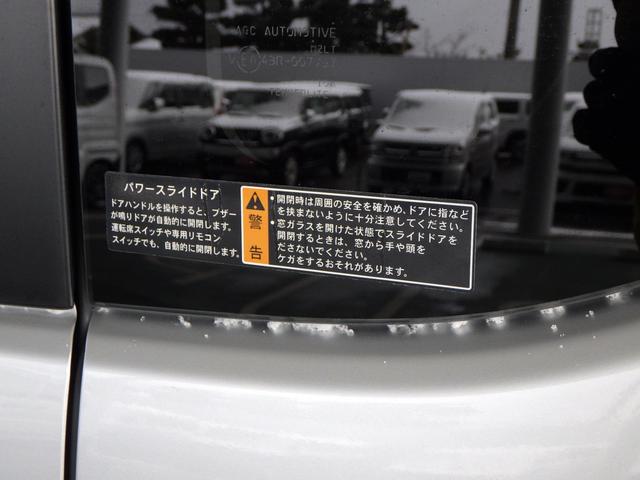 AGC AUTOMOTIVE
M2LT
パワースライドドア
ドアハンドルを操作すると、ブザー
が鳴りドアが自動的に開閉します。
運転席スイッチや専用リモコン
スイッチでも、自動的に開閉します。
警告
・開閉時は周囲の安全を確かめ、ドアに指など
を挟まないように十分注意してください。
・窓ガラスを開けた状態でスライドドアを
開閉するときは、窓から手や頭を
ださないでください。
ケガをするおそれがあります。